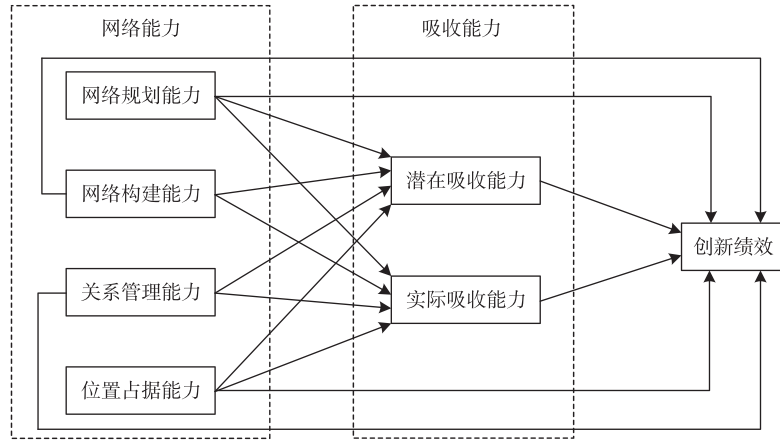 网络能力
吸收能力
网络规划能力
网络构建能力
潜在吸收能力
创新绩效
关系管理能力
实际吸收能力
位置占据能力